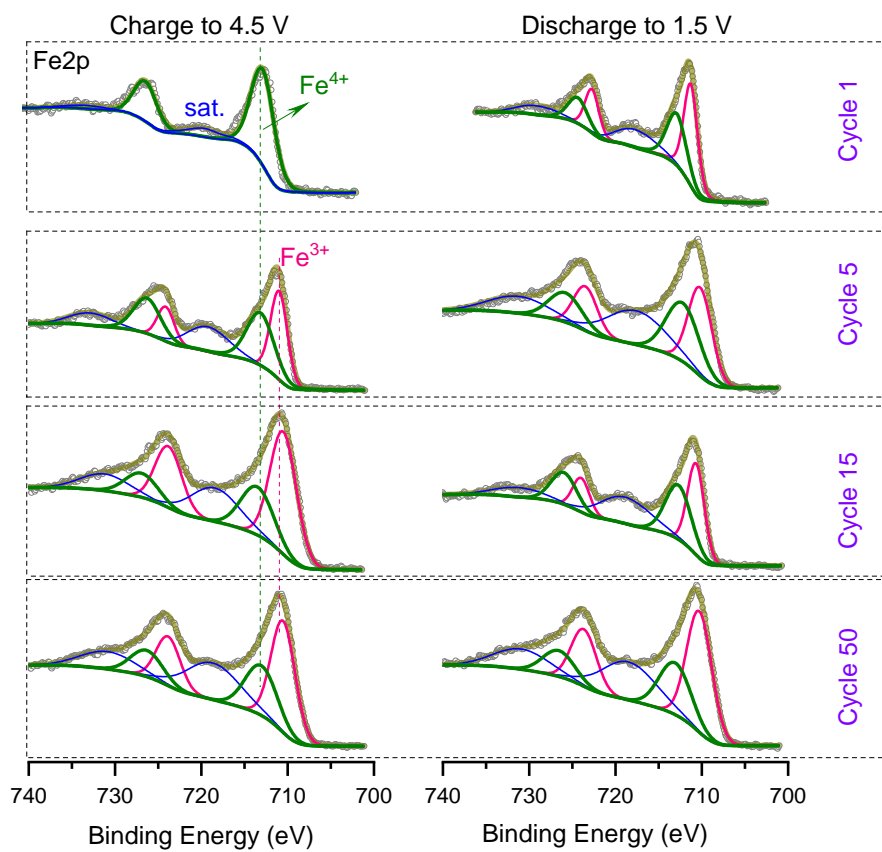 Charge to 4.5 V
Discharge to 1.5 V
Fe2p
sat.
Fe4+
Cycle 1
Fe3+
Cycle 5
Cycle 15
Cycle 50
740 730 720 710 700
740 730 720 710 700
Binding Energy (eV)
Binding Energy (eV)